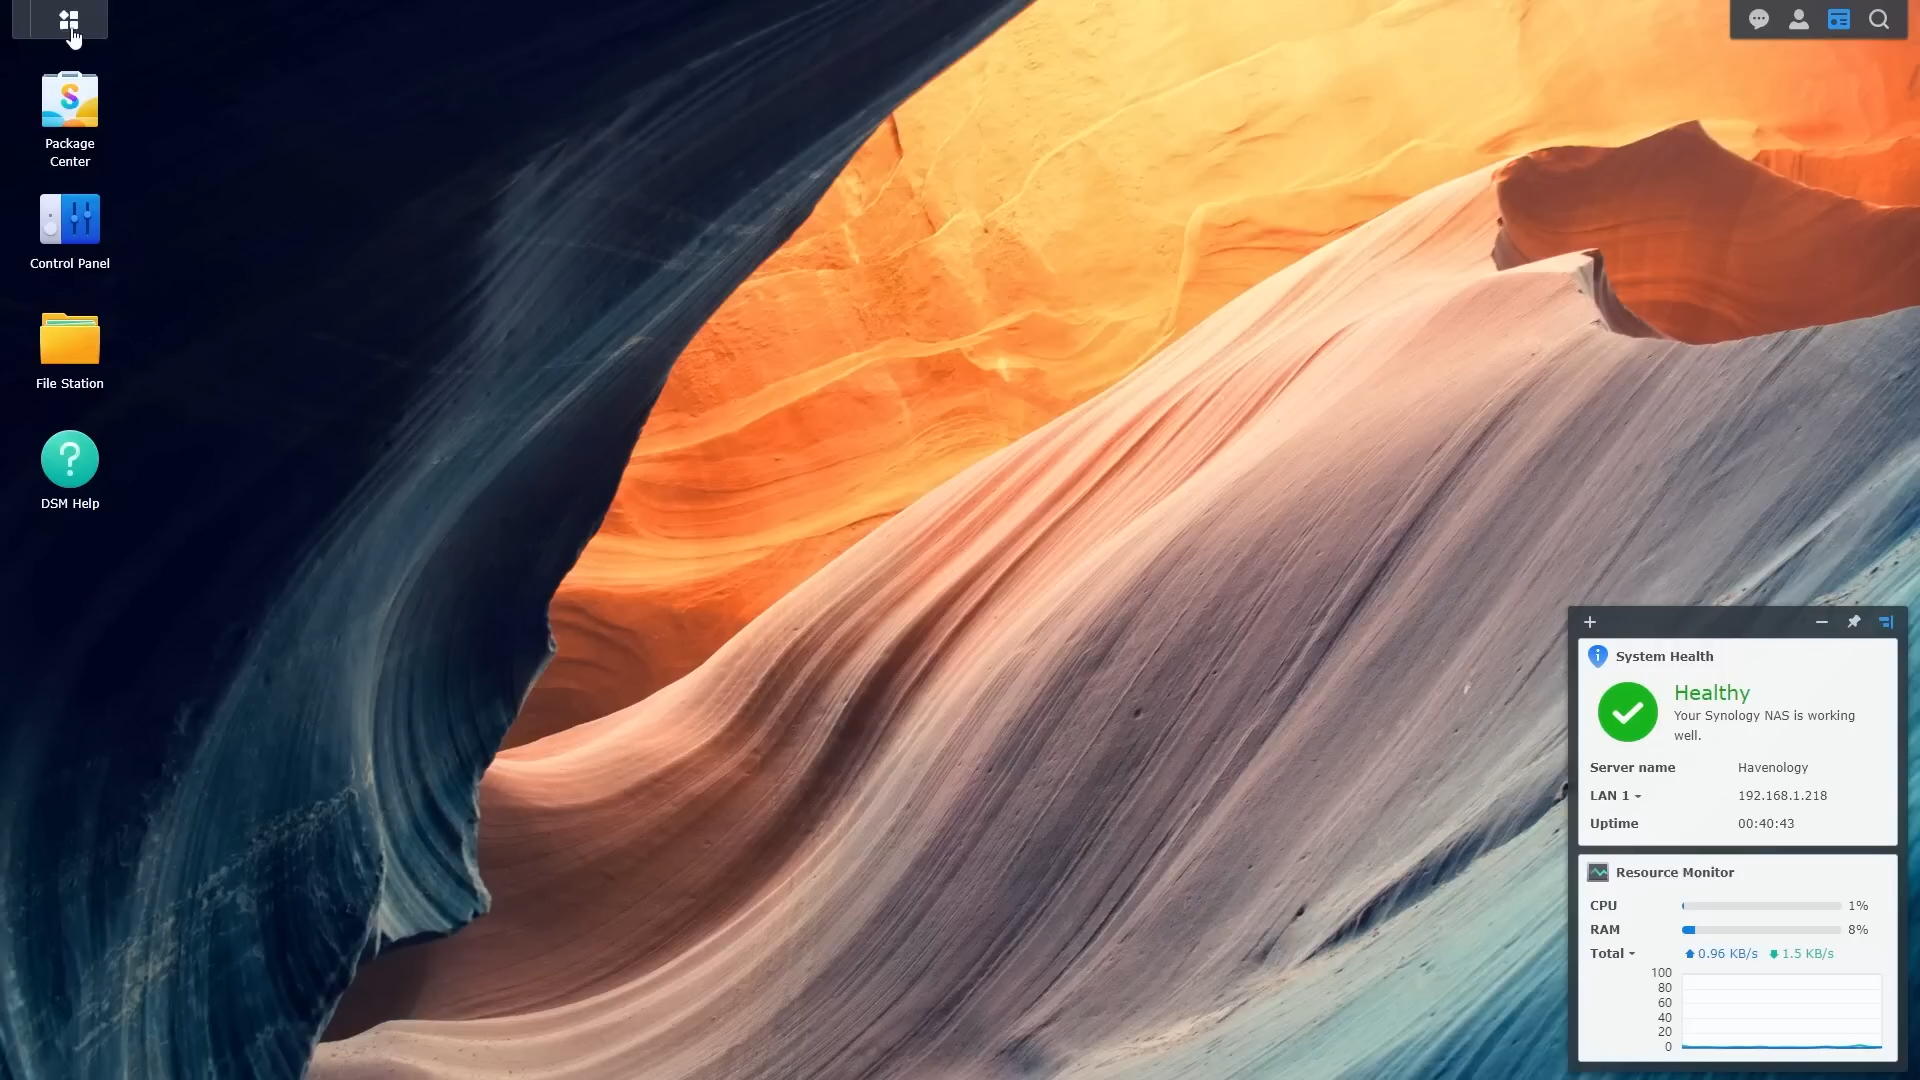 Package
Center
Control Panel
File Station
DSM Help
System Health
Healthy
Your Synology NAS is working
well.
Server name Havenology
LAN 1 192.168.1.218
Uptime 00:40:43
Resource Monitor
CPU 1%
RAM 8%
Total 0.96 KB/s 1.5 KB/s
100
80
60
40
20
0